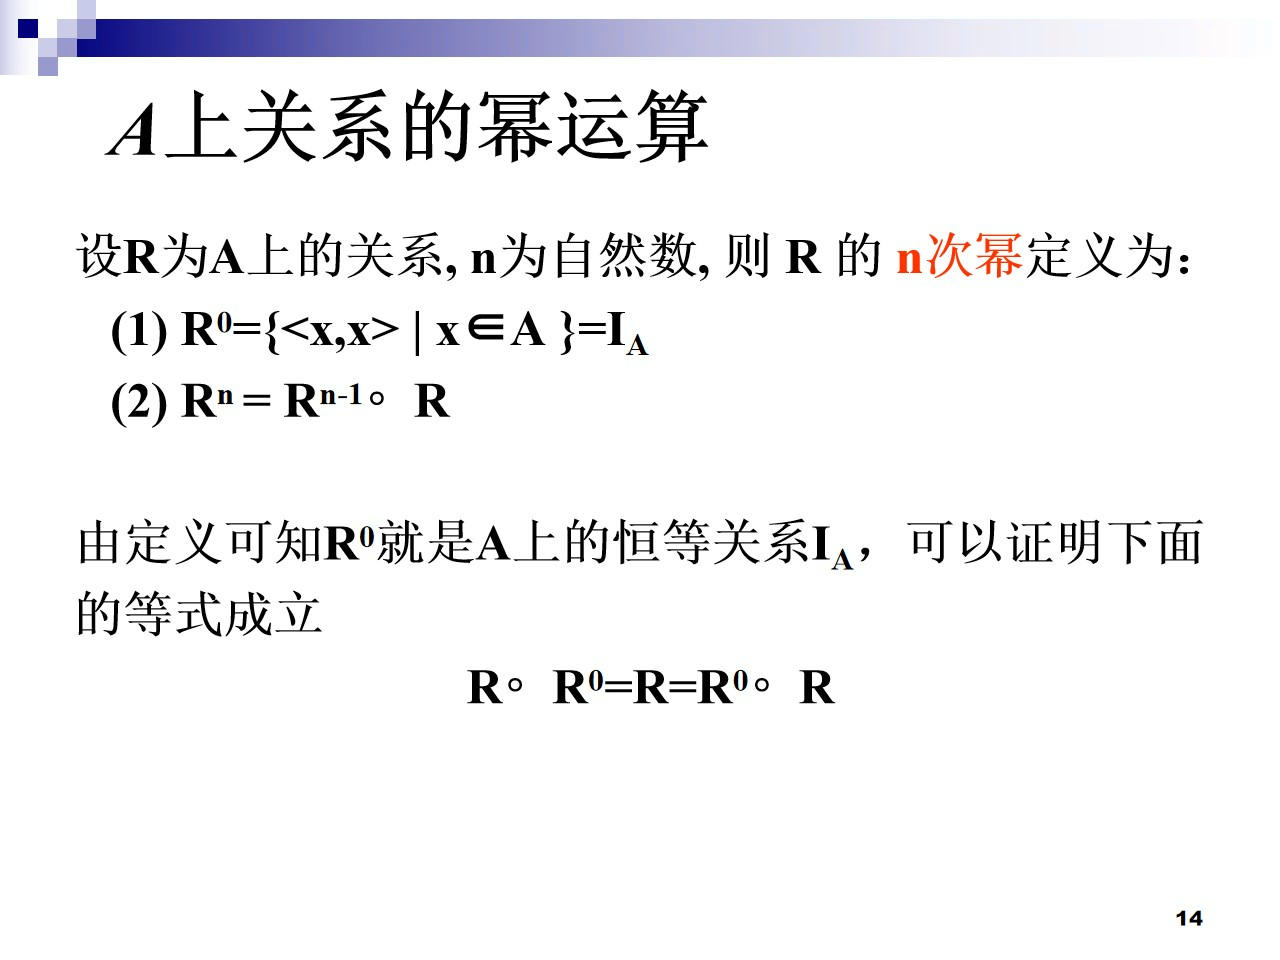 A上关系的幂运算
设R为A上的关系, n为自然数, 则 R 的 n次幂定义为：
(1) R⁰={<x,x> | x∈A }=I_A
(2) Rⁿ = Rⁿ⁻¹∘ R
由定义可知R⁰就是A上的恒等关系I_A，可以证明下面
的等式成立
R∘ R⁰=R=R⁰∘ R
14